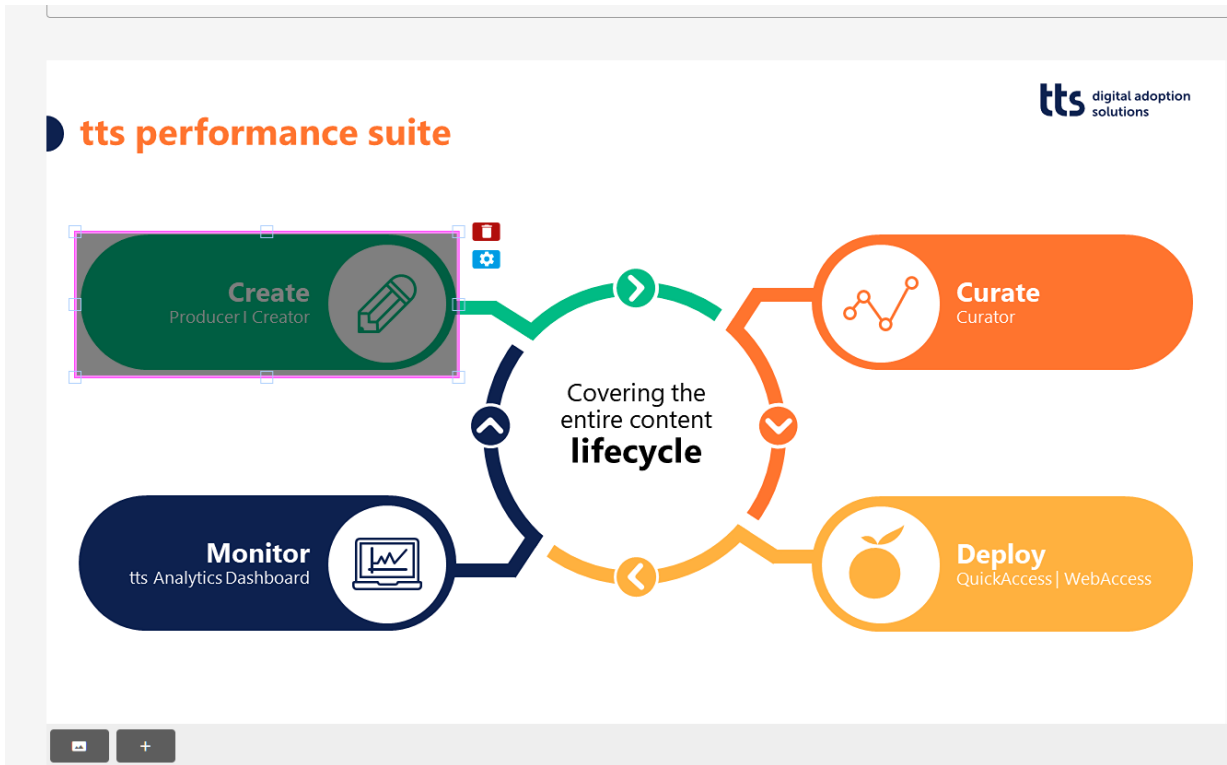 tts digital adoption
solutions
tts performance suite
Create
Producer I Creator
Curate
Curator
Covering the
entire content
lifecycle
Monitor
tts Analytics Dashboard
Deploy
QuickAccess | WebAccess